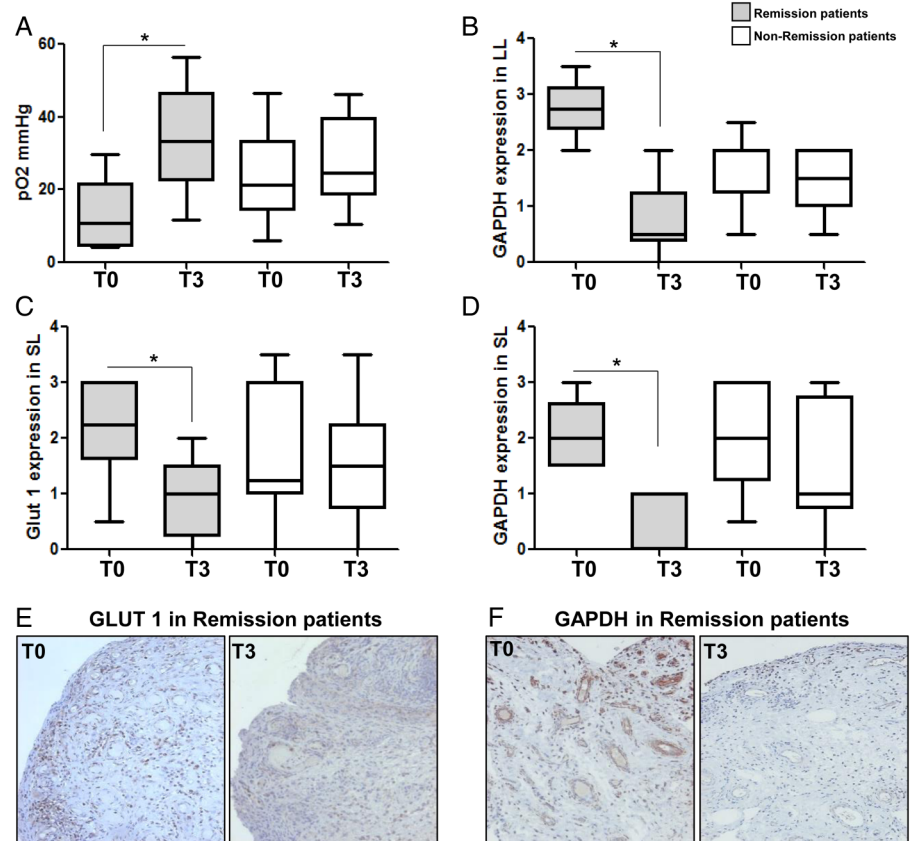 Remission patients
Non-Remission patients
A
pO2 mmHg
60
40
20
0
*
T0
T3
T0
T3
B
GAPDH expression in LL
4
3
2
1
0
*
T0
T3
T0
T3
C
Glut 1 expression in SL
4
3
2
1
0
*
T0
T3
T0
T3
D
GAPDH expression in SL
4
3
2
1
0
*
T0
T3
T0
T3
E
GLUT 1 in Remission patients
T0
T3
F
GAPDH in Remission patients
T0
T3